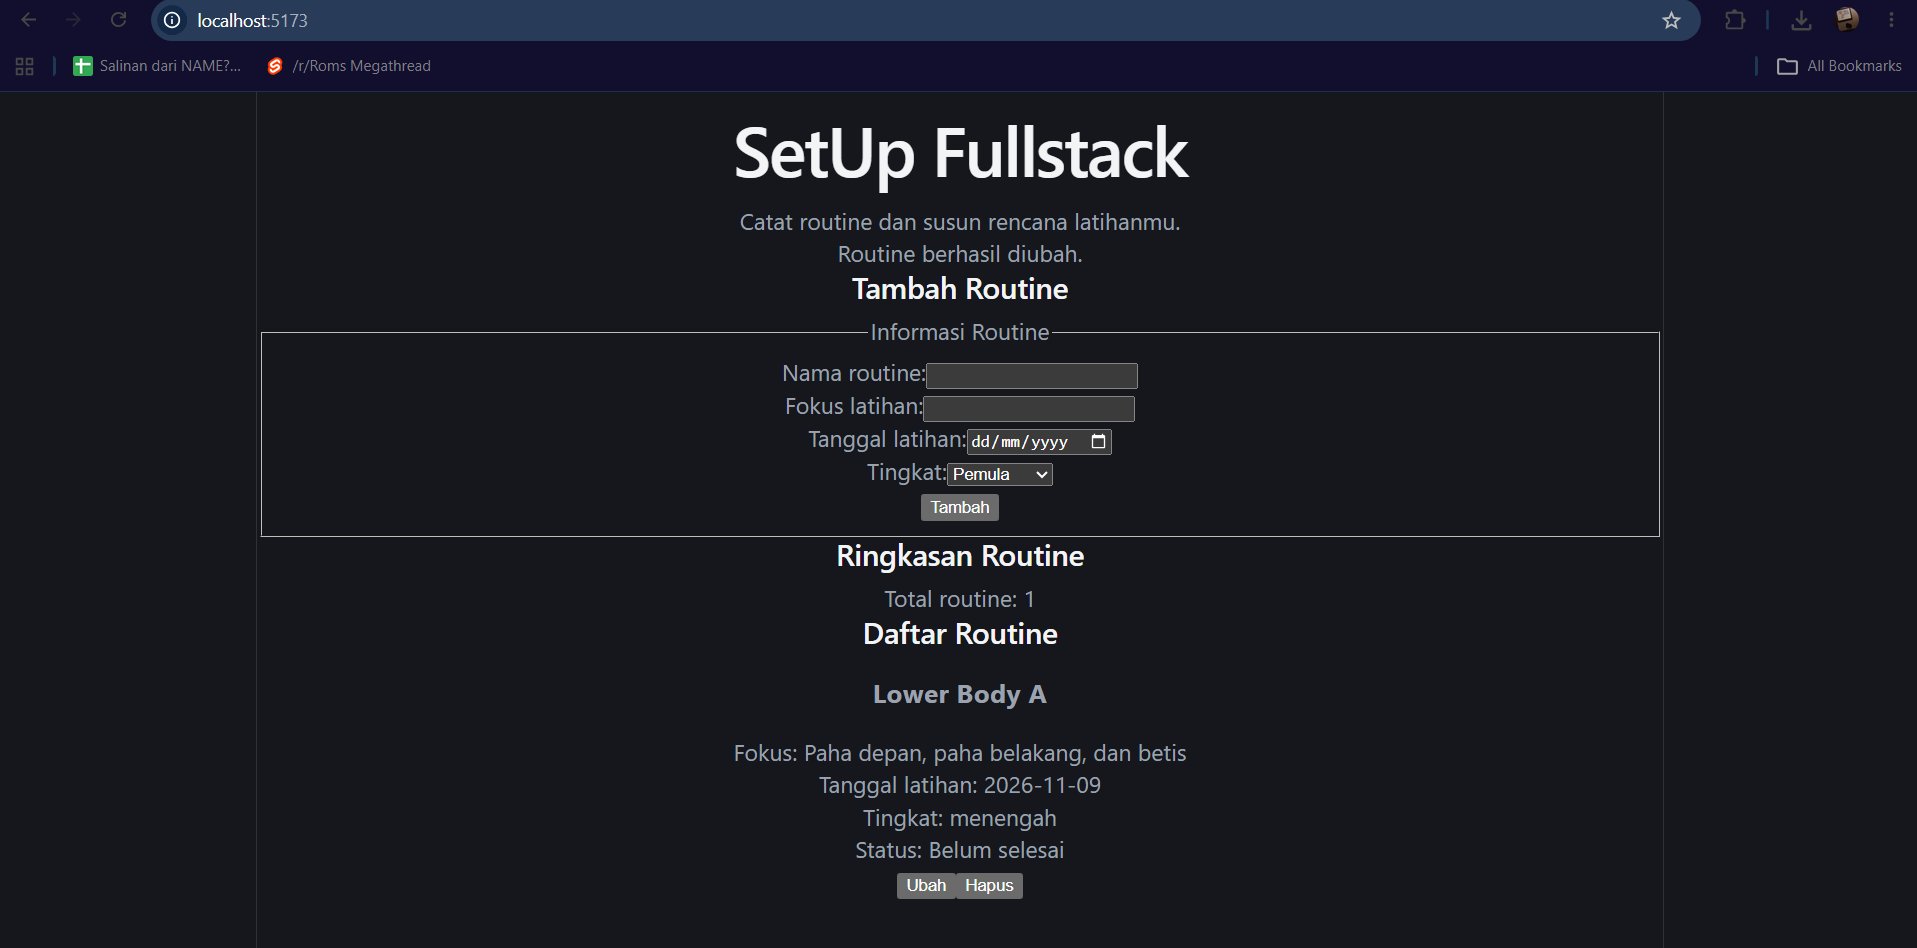 localhost:5173
Salinan dari NAME?...
/r/Roms Megathread
All Bookmarks
SetUp Fullstack
Catat routine dan susun rencana latihanmu.
Routine berhasil diubah.
Tambah Routine
Informasi Routine
Nama routine:
Fokus latihan:
Tanggal latihan: dd/mm/yyyy
Tingkat: Pemula
Tambah
Ringkasan Routine
Total routine: 1
Daftar Routine
Lower Body A
Fokus: Paha depan, paha belakang, dan betis
Tanggal latihan: 2026-11-09
Tingkat: menengah
Status: Belum selesai
Ubah Hapus